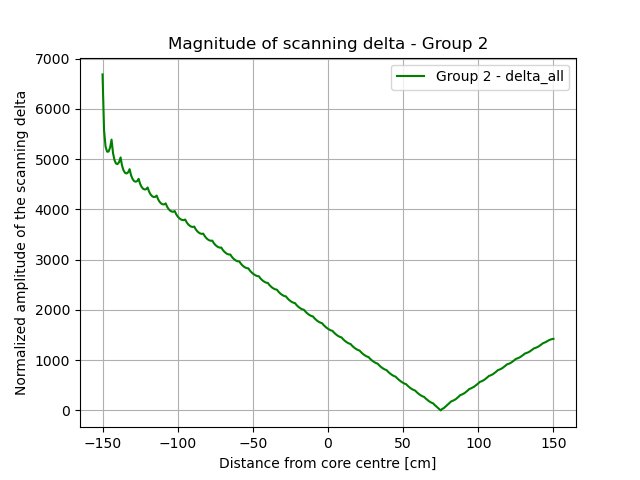 Magnitude of scanning delta - Group 2
Group 2 - delta_all
Normalized amplitude of the scanning delta
7000
6000
5000
4000
3000
2000
1000
0
−150 −100 −50 0 50 100 150
Distance from core centre [cm]